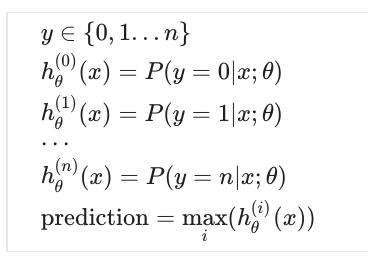 y ∈ {0, 1 … n}
h_θ^(0)(x) = P(y = 0|x; θ)
h_θ^(1)(x) = P(y = 1|x; θ)
⋯
h_θ^(n)(x) = P(y = n|x; θ)
prediction = max_i(h_θ^(i)(x))